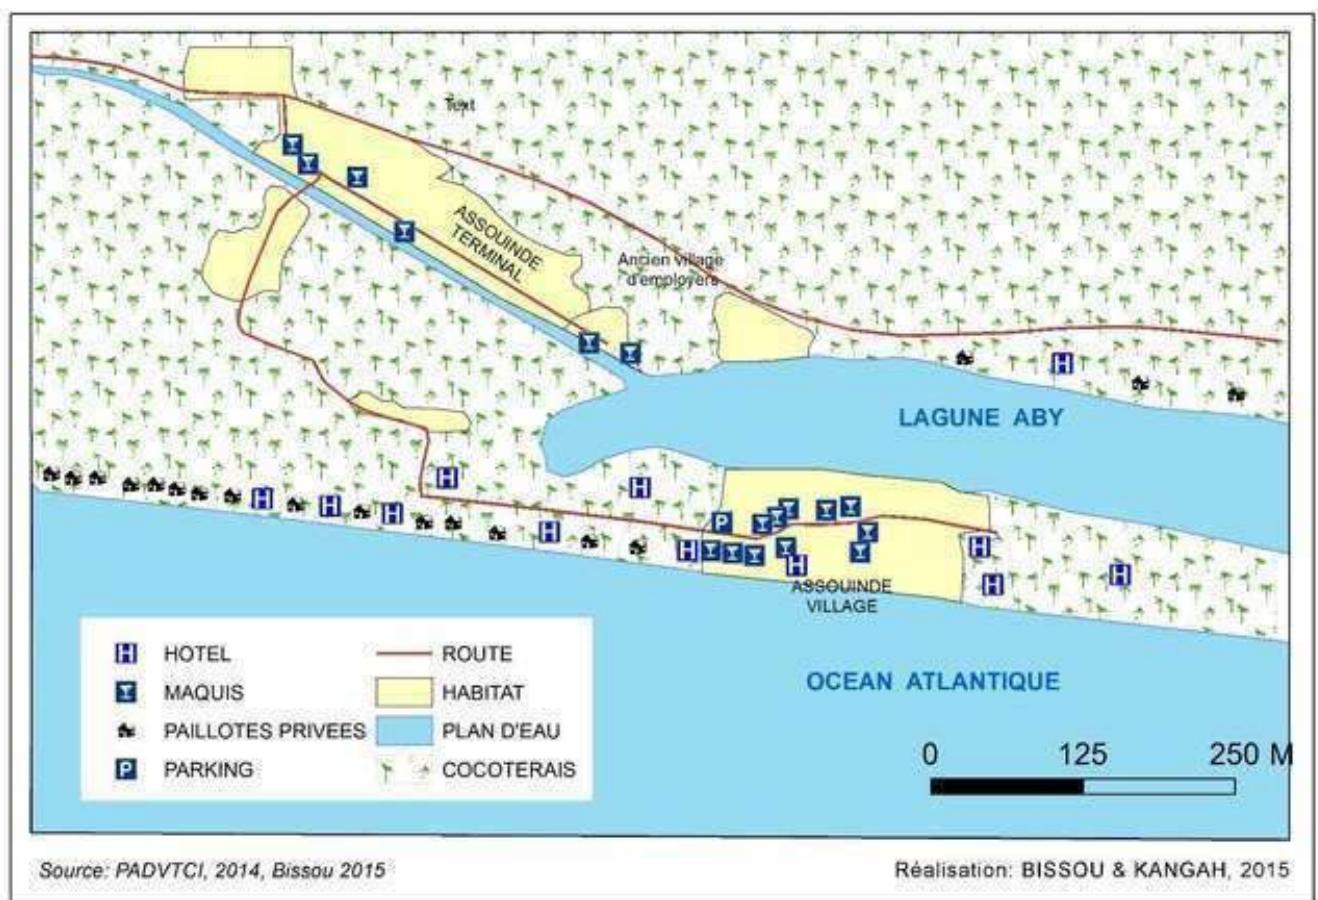 Text
ASSOUINDE
TERMINAL
Ancien village
d'employers
LAGUNE ABY
P
ASSOUINDE
VILLAGE
OCEAN ATLANTIQUE
H HOTEL
MAQUIS
PAILLOTES PRIVEES
P PARKING
ROUTE
HABITAT
PLAN D'EAU
COCOTERAIS
0 125 250 M
Source: PADVTCI, 2014, Bissou 2015
Réalisation: BISSOU & KANGAH, 2015